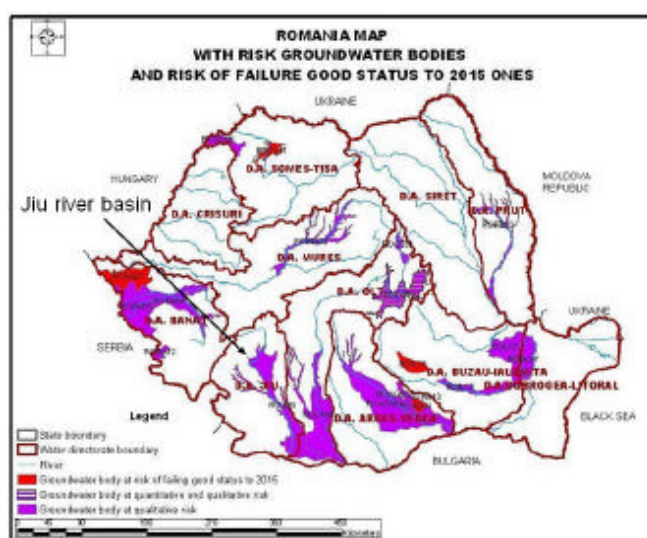 ROMANIA MAP
WITH RISK GROUNDWATER BODIES
AND RISK OF FAILURE GOOD STATUS TO 2015 ONES
UKRAINE
HUNGARY
D.A. SOMES-TISA
MOLDOVA
REPUBLIC
D.A. SIRET
Jiu river basin
D.A. CRISURI
D.A. PRUT
D.A. MURES
D.A. OLT
UKRAINE
D.A. BANAT
SERBIA
D.A. BUZAU-IALOMITA
D.A. JIU
D.A. DOBROGEA-LITORAL
Legend
D.A. ARGES-VEDEA
BLACK SEA
State boundary
BULGARIA
Water directorate boundary
River
Groundwater body at risk of failing good status to 2015
Groundwater body at quantitative and qualitative risk
Groundwater body at qualitative risk